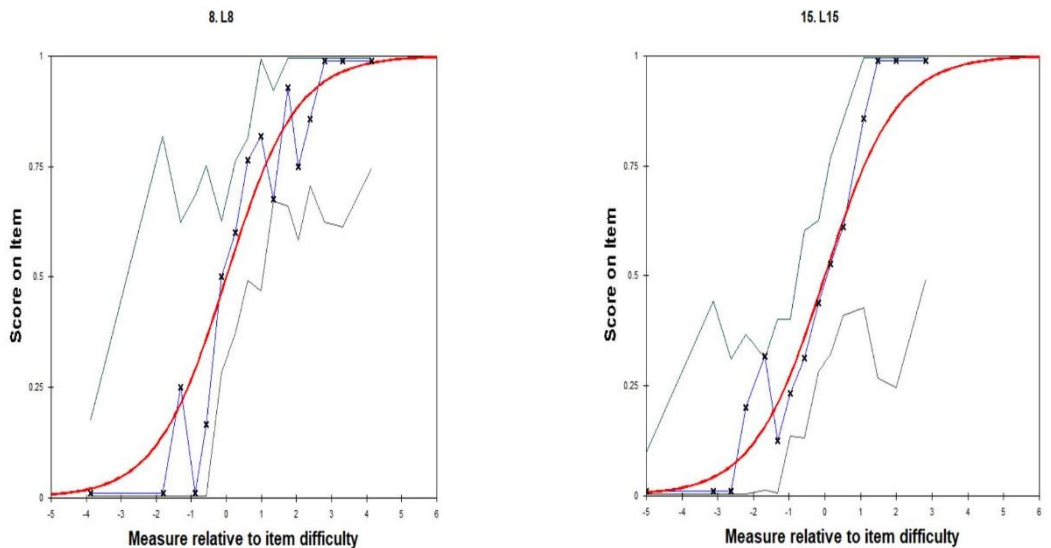 8. L8
1
0.75
0.5
0.25
0
Score on Item
-5 -4 -3 -2 -1 0 1 2 3 4 5 6
Measure relative to item difficulty
15. L15
1
0.75
0.5
0.25
0
Score on Item
-5 -4 -3 -2 -1 0 1 2 3 4 5 6
Measure relative to item difficulty